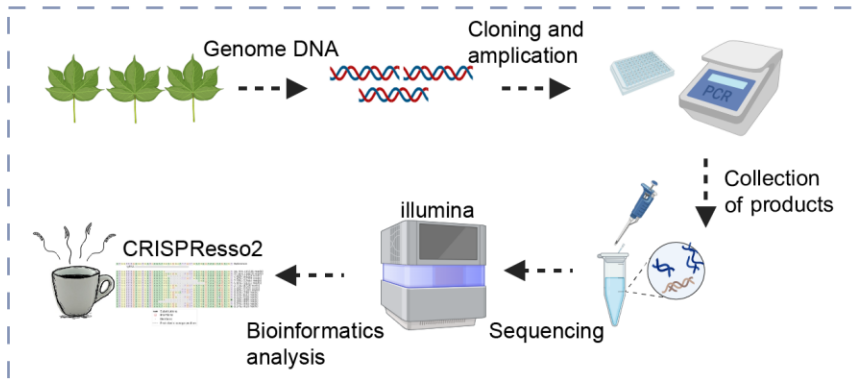 Genome DNA
Cloning and
amplication
PCR
Collection
of products
illumina
Sequencing
CRISPResso2
Bioinformatics
analysis